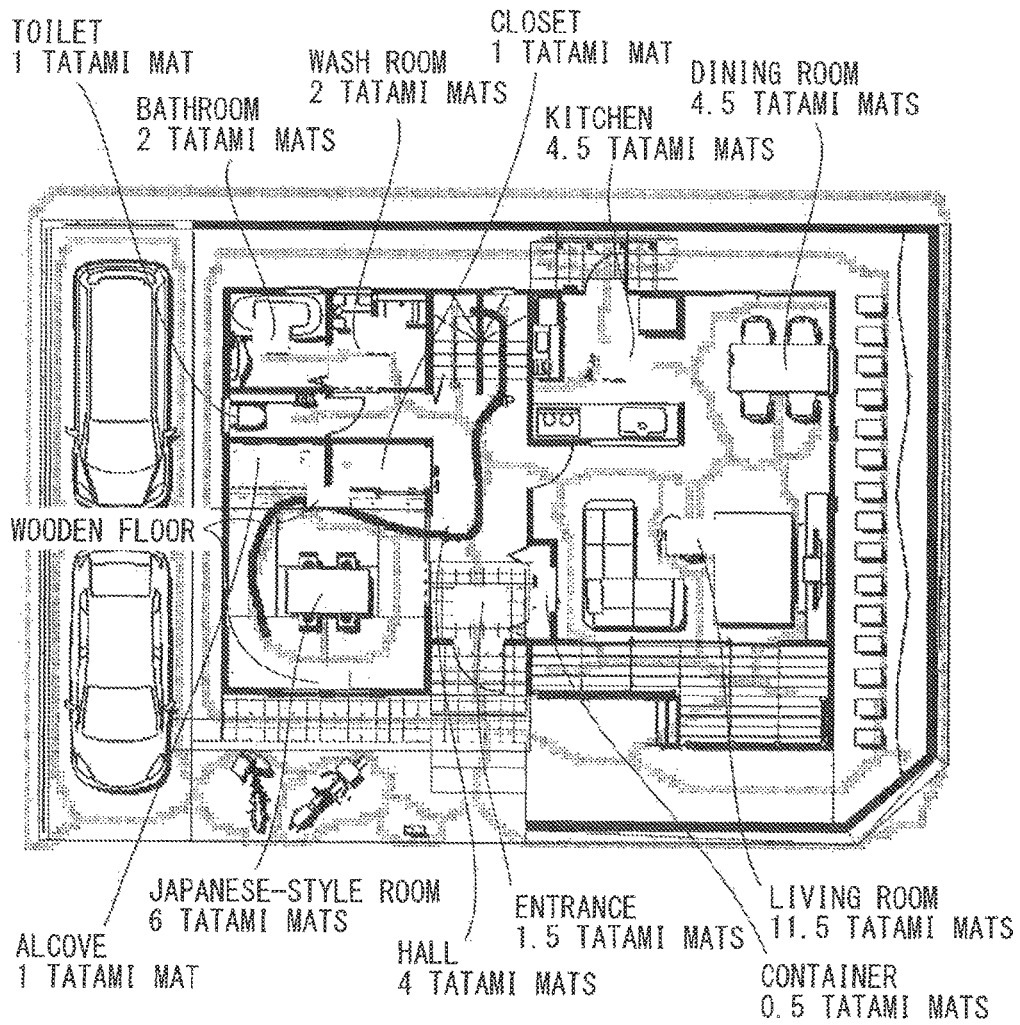 TOILET
1 TATAMI MAT
BATHROOM
2 TATAMI MATS
WASH ROOM
2 TATAMI MATS
CLOSET
1 TATAMI MAT
KITCHEN
4.5 TATAMI MATS
DINING ROOM
4.5 TATAMI MATS
WOODEN FLOOR
ALCOVE
1 TATAMI MAT
JAPANESE-STYLE ROOM
6 TATAMI MATS
HALL
4 TATAMI MATS
ENTRANCE
1.5 TATAMI MATS
LIVING ROOM
11.5 TATAMI MATS
CONTAINER
0.5 TATAMI MATS